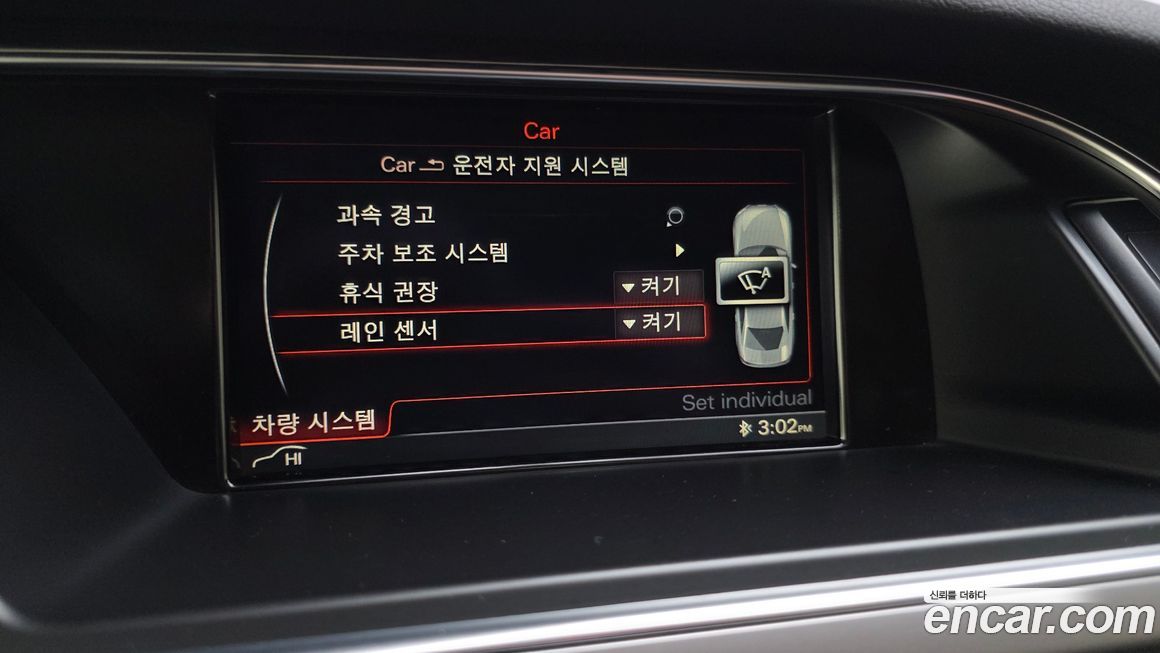 Car
Car 운전자 지원 시스템
과속 경고
주차 보조 시스템
휴식 권장 켜기
레인 센서 켜기
A
Set individual
차량 시스템
3:02PM
HI
신뢰를 더하다
encar.com